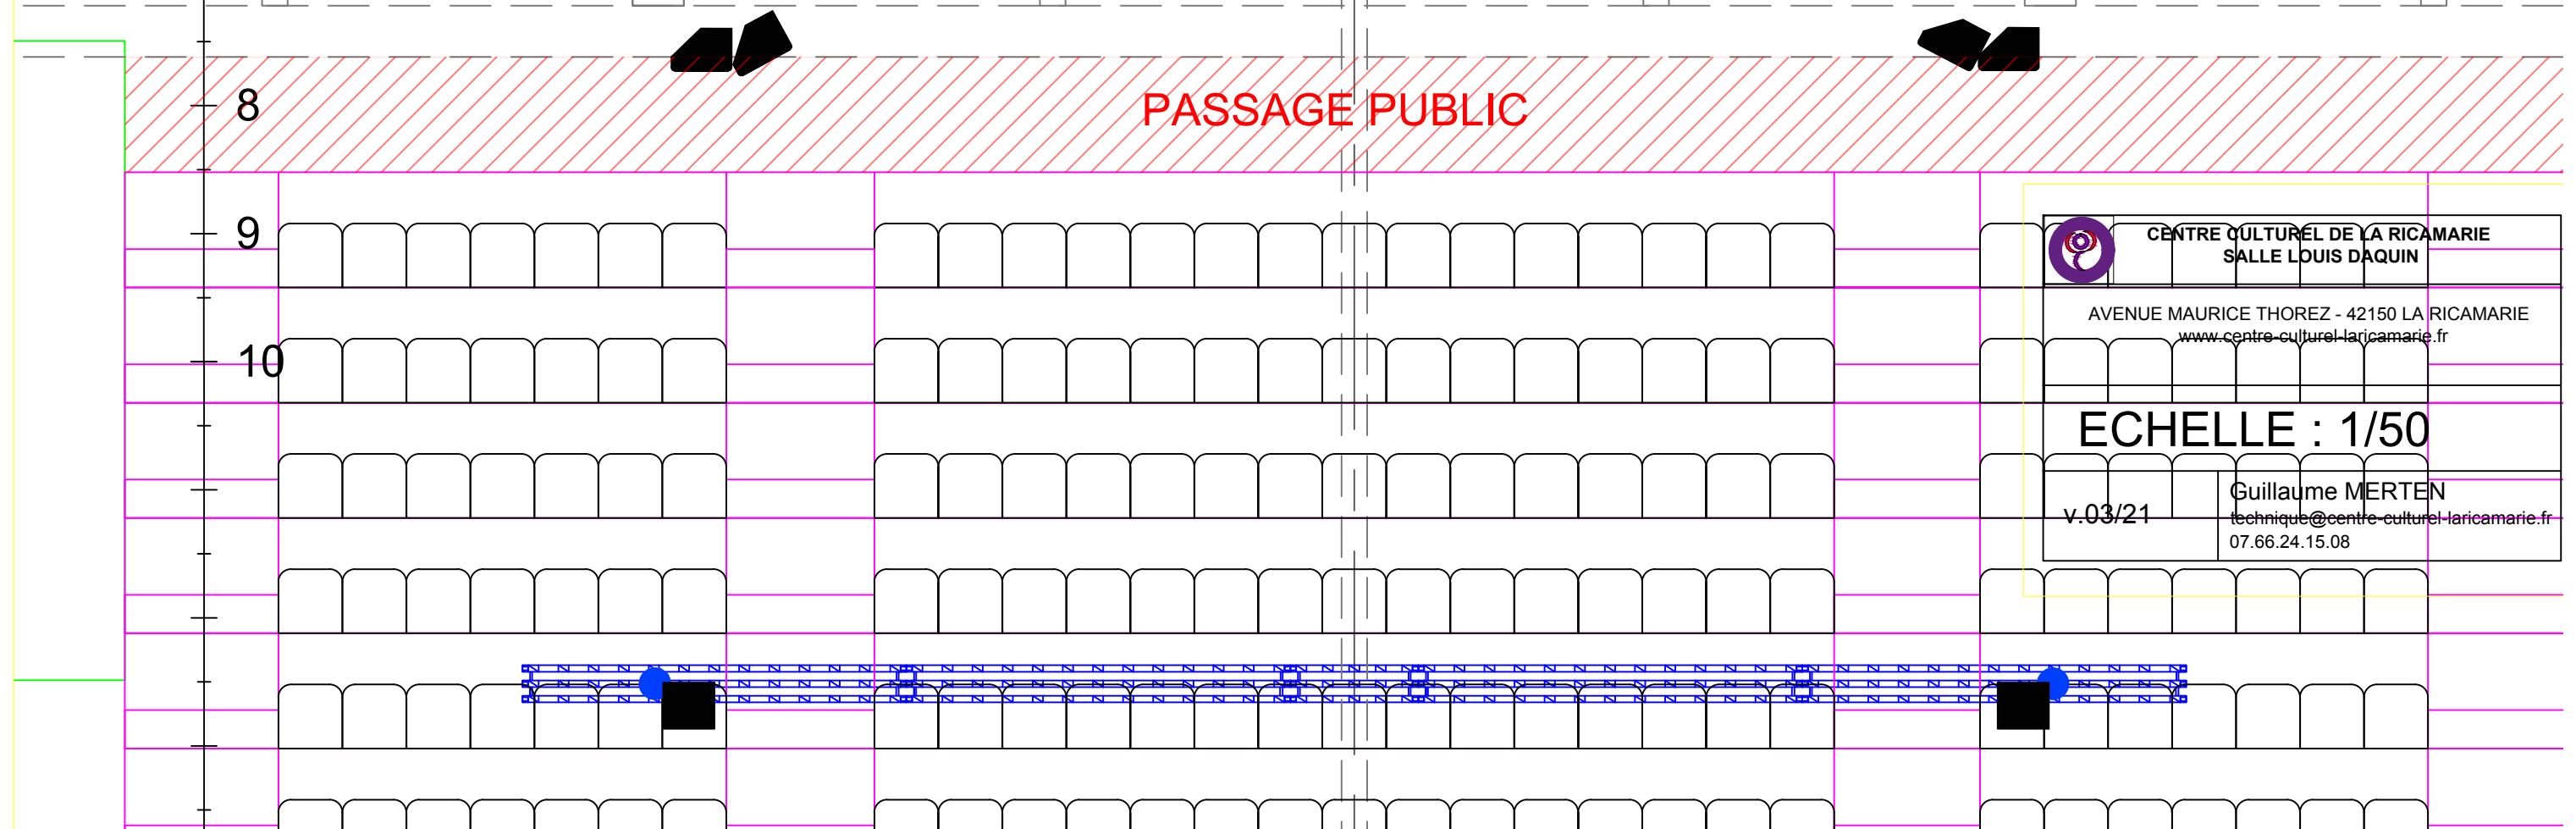 8
PASSAGE PUBLIC
9
10
CENTRE CULTUREL DE LA RICAMARIE
SALLE LOUIS DAQUIN
AVENUE MAURICE THOREZ - 42150 LA RICAMARIE
www.centre-culturel-laricamarie.fr
ECHELLE : 1/50
v.03/21
Guillaume MERTEN
technique@centre-culturel-laricamarie.fr
07.66.24.15.08